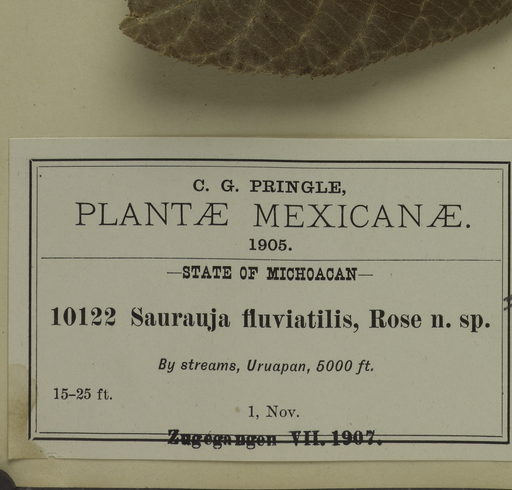 C. G. PRINGLE,
PLANTÆ MEXICANÆ.
1905.
—STATE OF MICHOACAN—
10122 Saurauja fluviatilis, Rose n. sp.
By streams, Uruapan, 5000 ft.
15–25 ft.
1, Nov.
Zugegangen VII. 1907.